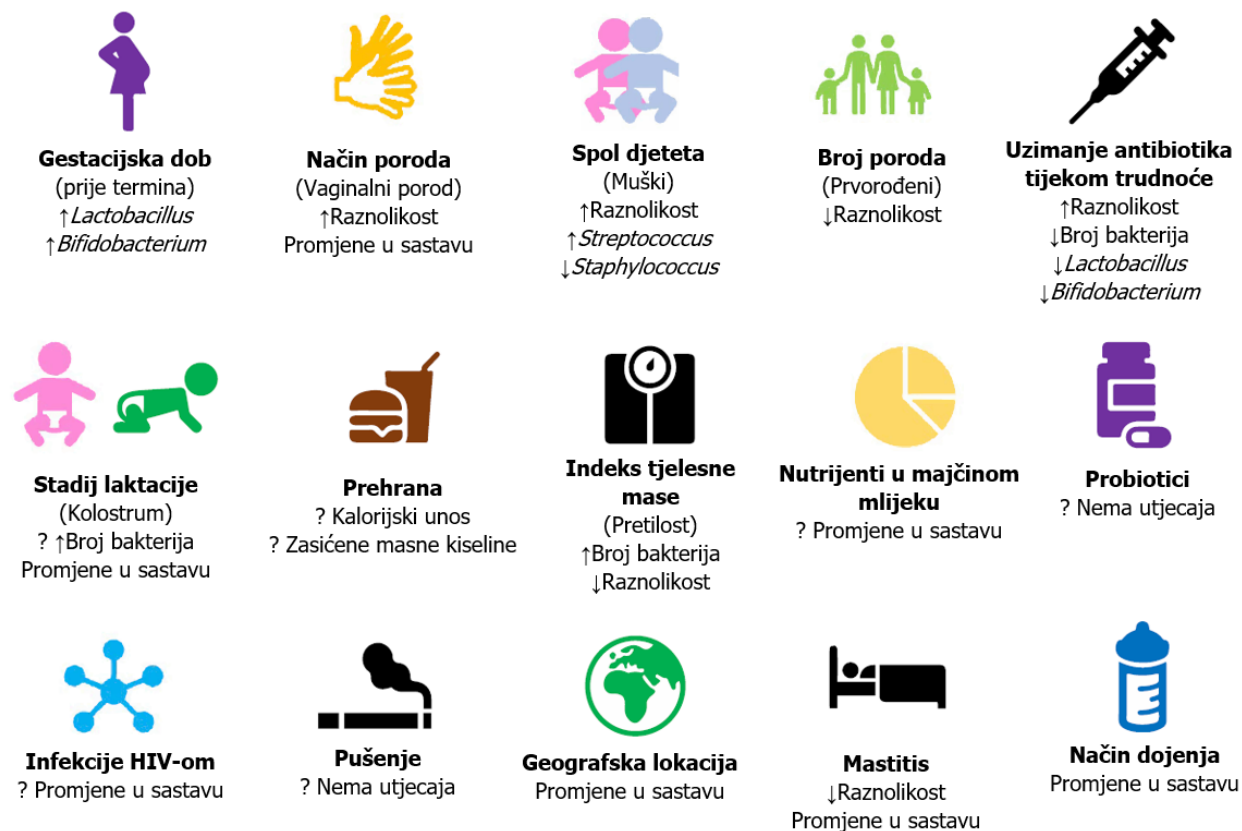 Gestacijska dob
(prije termina)
↑Lactobacillus
↑Bifidobacterium
Način poroda
(Vaginalni porod)
↑Raznolikost
Promjene u sastavu
Spol djeteta
(Muški)
↑Raznolikost
↑Streptococcus
↓Staphylococcus
Broj poroda
(Prvorođeni)
↓Raznolikost
Uzimanje antibiotika
tijekom trudnoće
↑Raznolikost
↓Broj bakterija
↓Lactobacillus
↓Bifidobacterium
Stadij laktacije
(Kolostrum)
? ↑Broj bakterija
Promjene u sastavu
Prehrana
? Kalorijski unos
? Zasićene masne kiseline
Indeks tjelesne
mase
(Pretilost)
↑Broj bakterija
↓Raznolikost
Nutrijenti u majčinom
mlijeku
? Promjene u sastavu
Probiotici
? Nema utjecaja
Infekcije HIV-om
? Promjene u sastavu
Pušenje
? Nema utjecaja
Geografska lokacija
Promjene u sastavu
Mastitis
↓Raznolikost
Promjene u sastavu
Način dojenja
Promjene u sastavu